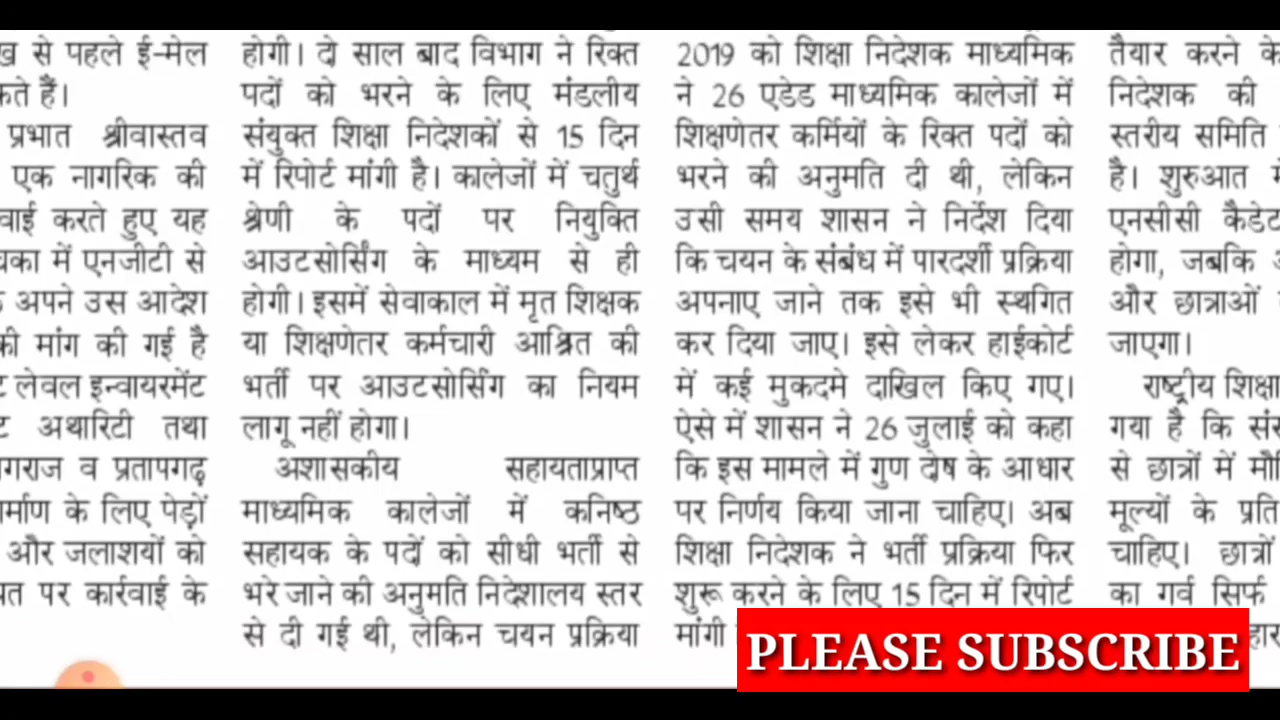 ख से पहले ई-मेल
कते हैं।
प्रभात श्रीवास्तव
एक नागरिक की
वाई करते हुए यह
में एनजीटी से
अपने उस आदेश
की मांग की गई है
लेवल इन्वायरमेंट
अथारिटी तथा
व प्रतापगढ़
के लिए पेड़ों
और जलाशयों को
पर कार्रवाई के
होगी। दो साल बाद विभाग ने रिक्त
पदों को भरने के लिए मंडलीय
संयुक्त शिक्षा निदेशकों से 15 दिन
में रिपोर्ट मांगी है। कालेजों में चतुर्थ
श्रेणी के पदों पर नियुक्ति
आउटसोर्सिंग के माध्यम से ही
होगी। इसमें सेवाकाल में मृत शिक्षक
या शिक्षणेतर कर्मचारी आश्रित की
भर्ती पर आउटसोर्सिंग का नियम
लागू नहीं होगा।
अशासकीय सहायताप्राप्त
माध्यमिक कालेजों में कनिष्ठ
सहायक के पदों को सीधी भर्ती से
भरे जाने की अनुमति निदेशालय स्तर
से दी गई थी, लेकिन चयन प्रक्रिया
2019 को शिक्षा निदेशक माध्यमिक
ने 26 एडेड माध्यमिक कालेजों में
शिक्षणेतर कर्मियों के रिक्त पदों को
भरने की अनुमति दी थी, लेकिन
उसी समय शासन ने निर्देश दिया
कि चयन के संबंध में पारदर्शी प्रक्रिया
अपनाए जाने तक इसे भी स्थगित
कर दिया जाए। इसे लेकर हाईकोर्ट
में कई मुकदमे दाखिल किए गए।
ऐसे में शासन ने 26 जुलाई को कहा
कि इस मामले में गुण दोष के आधार
पर निर्णय किया जाना चाहिए। अब
शिक्षा निदेशक ने भर्ती प्रक्रिया फिर
शुरू करने के लिए 15 दिन में रिपोर्ट
मांगी
तैयार करने के
निदेशक की
स्तरीय समिति
है। शुरुआत
एनसीसी कैडेट
होगा, जबकि
और छात्राओं
जाएगा।
राष्ट्रीय शिक्षा
गया है कि
से छात्रों में
मूल्यों के प्रति
चाहिए। छात्रों
का गर्व सिर्फ
PLEASE SUBSCRIBE